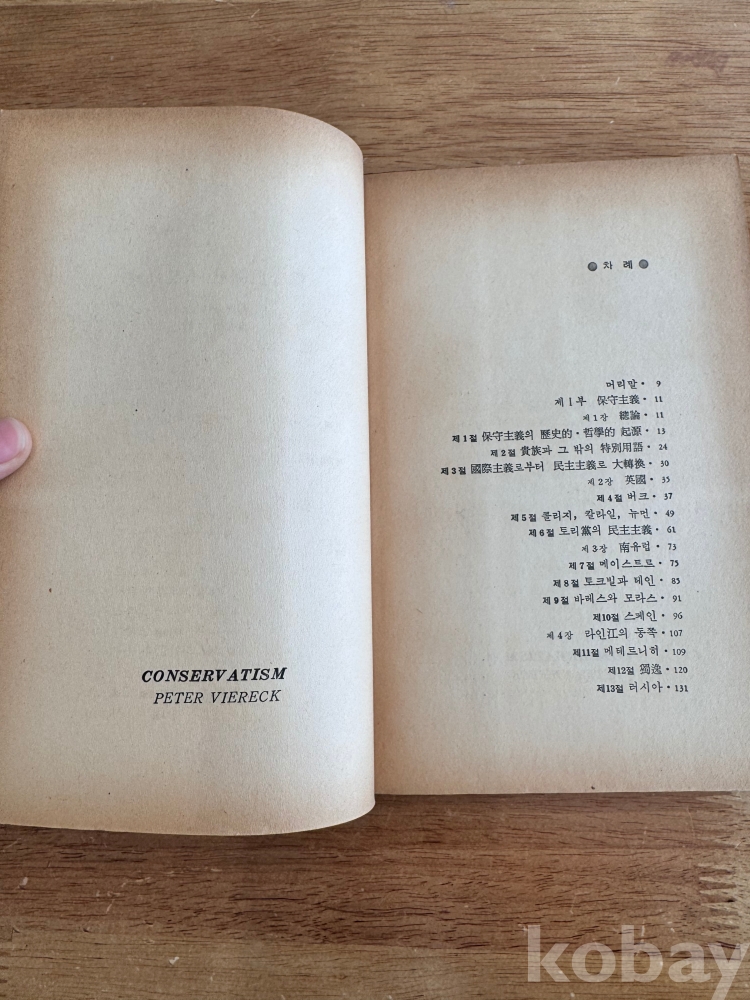 CONSERVATISM
PETER VIERECK
차 례
머리말 · 9
제1부 保守主義 · 11
제1장 總論 · 11
제1절 保守主義의 歷史的 · 哲學的 起源 · 13
제2절 貴族과 그 밖의 特別用語 · 24
제3절 國際主義로부터 民主主義로 大轉換 · 30
제2장 英國 · 35
제4절 버크 · 37
제5절 콜리지, 칼라일, 뉴먼 · 49
제6절 토리黨의 民主主義 · 61
제3장 南유럽 · 73
제7절 메이스트르 · 75
제8절 토크빌과 테인 · 85
제9절 바레스와 모라스 · 91
제10절 스페인 · 96
제4장 라인江의 동쪽 · 107
제11절 메테르니히 · 109
제12절 獨逸 · 120
제13절 러시아 · 131
kobay